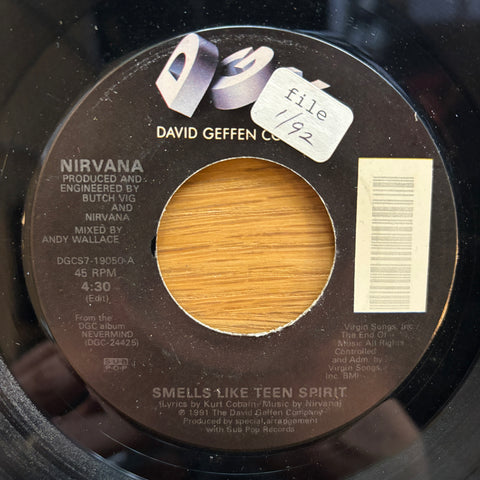 DG
file
1/92
DAVID GEFFEN CO
NIRVANA
PRODUCED AND
ENGINEERED BY
BUTCH VIG
AND
NIRVANA
MIXED BY
ANDY WALLACE
DGCS7-19050-A
45 RPM
4:30
(Edit)
From the
DGC album
NEVERMIND
(DGC-24425)
SUB
POP
Virgin Songs, Inc.
The End Of
Music All Rights
Controlled
and Adm. by
Virgin Songs,
Inc. BMI
SMELLS LIKE TEEN SPIRIT
(Lyrics by Kurt Cobain-Music by Nirvana)
℗ 1991 The David Geffen Company
Produced by special arrangement
with Sub Pop Records